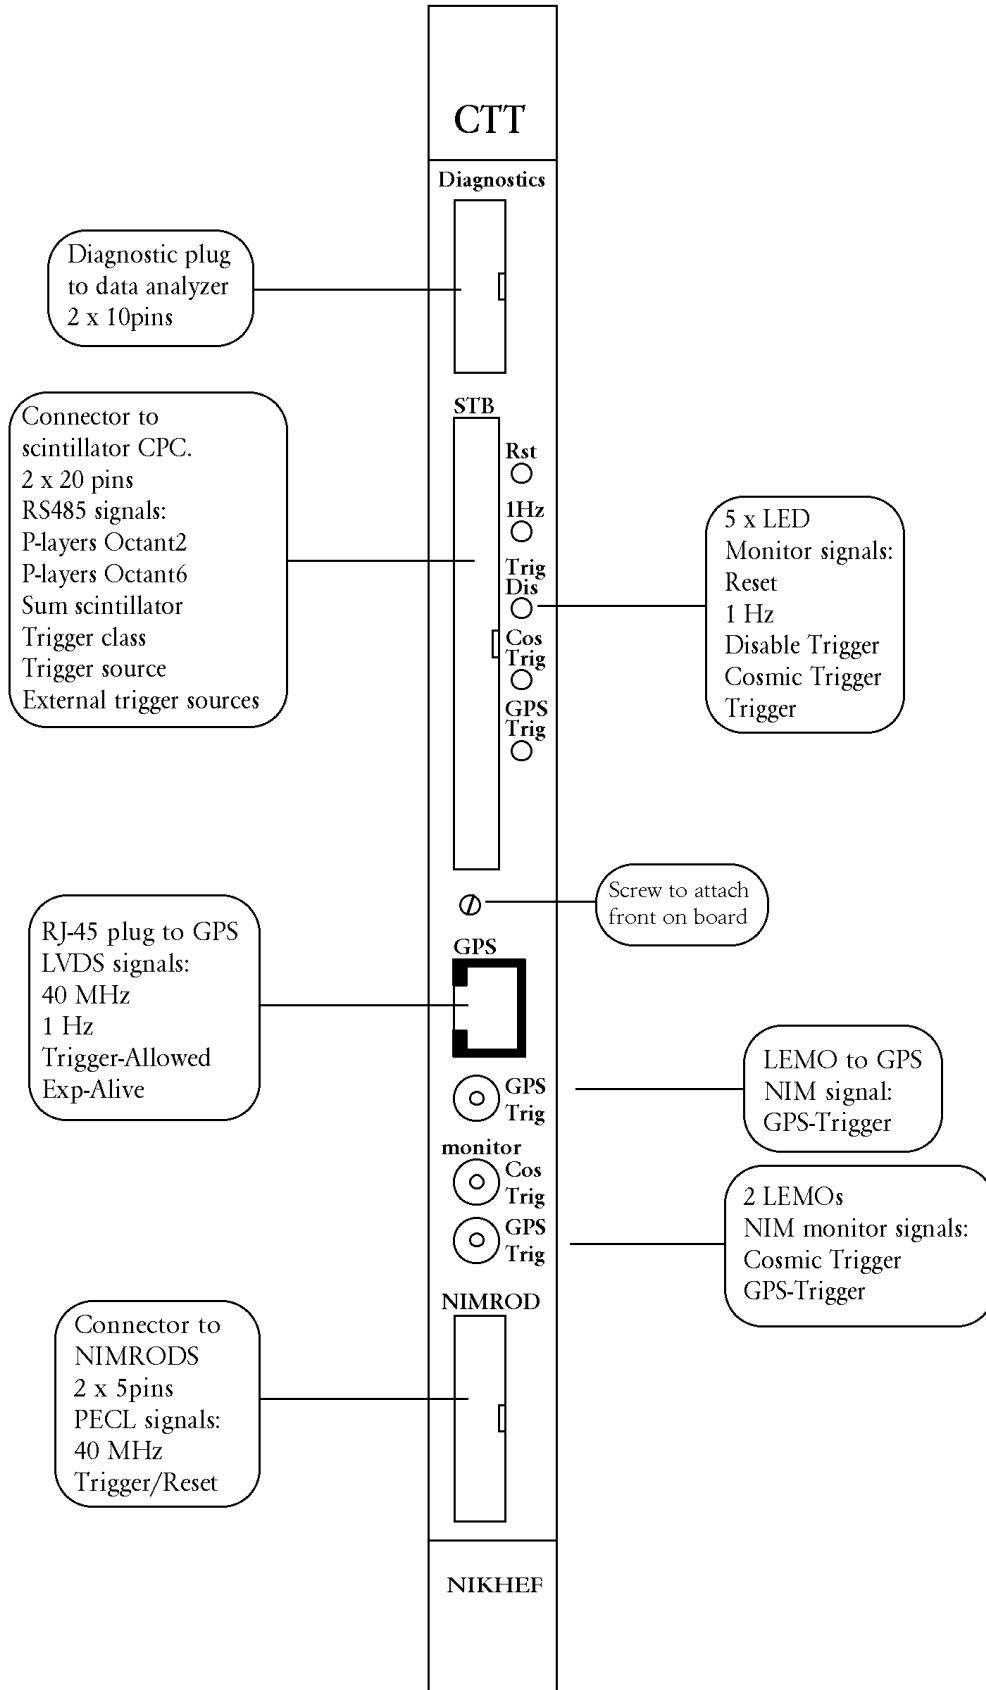 CTT
Diagnostics
Diagnostic plug
to data analyzer
2 x 10pins
STB
Connector to
scintillator CPC.
2 x 20 pins
RS485 signals:
P-layers Octant2
P-layers Octant6
Sum scintillator
Trigger class
Trigger source
External trigger sources
Rst
1Hz
Trig
Dis
Cos
Trig
GPS
Trig
5 x LED
Monitor signals:
Reset
1 Hz
Disable Trigger
Cosmic Trigger
Trigger
Screw to attach
front on board
GPS
RJ-45 plug to GPS
LVDS signals:
40 MHz
1 Hz
Trigger-Allowed
Exp-Alive
GPS
Trig
LEMO to GPS
NIM signal:
GPS-Trigger
monitor
Cos
Trig
GPS
Trig
2 LEMOs
NIM monitor signals:
Cosmic Trigger
GPS-Trigger
NIMROD
Connector to
NIMRODS
2 x 5pins
PECL signals:
40 MHz
Trigger/Reset
NIKHEF